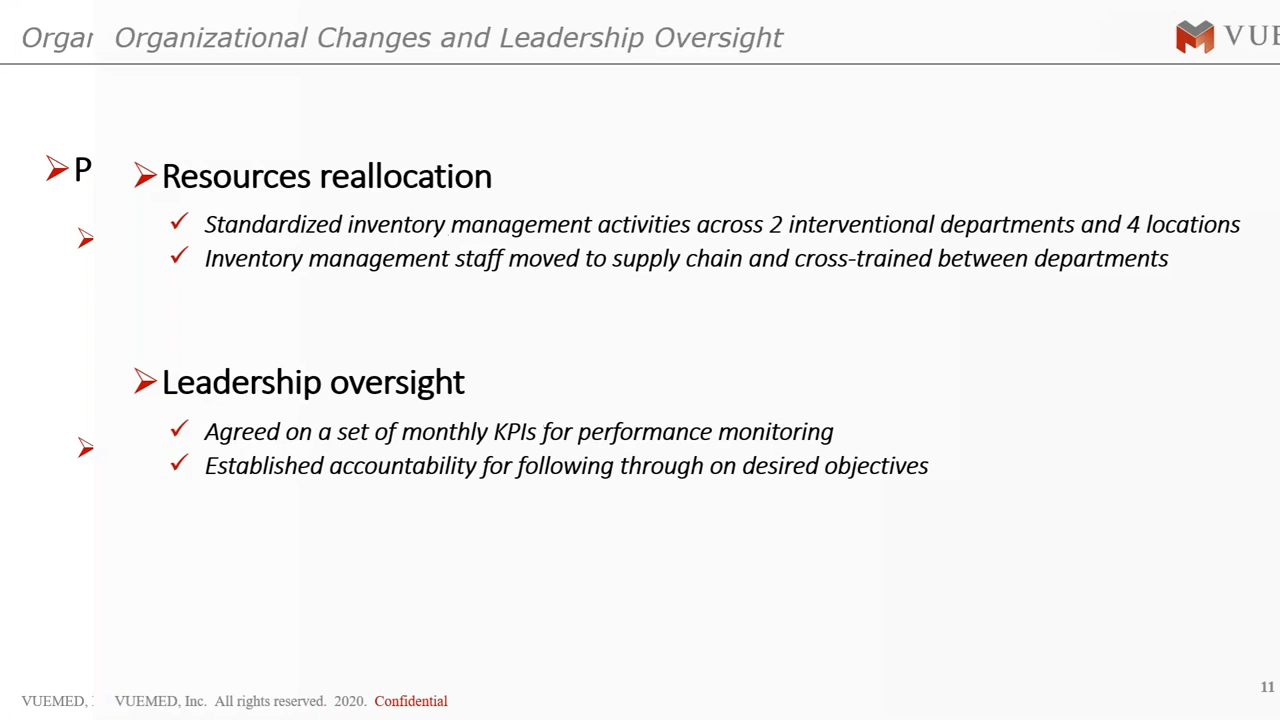 Organ Organizational Changes and Leadership Oversight
VUE
P
Resources reallocation
Standardized inventory management activities across 2 interventional departments and 4 locations
Inventory management staff moved to supply chain and cross-trained between departments
Leadership oversight
Agreed on a set of monthly KPIs for performance monitoring
Established accountability for following through on desired objectives
VUEMED, VUEMED, Inc. All rights reserved. 2020. Confidential
11